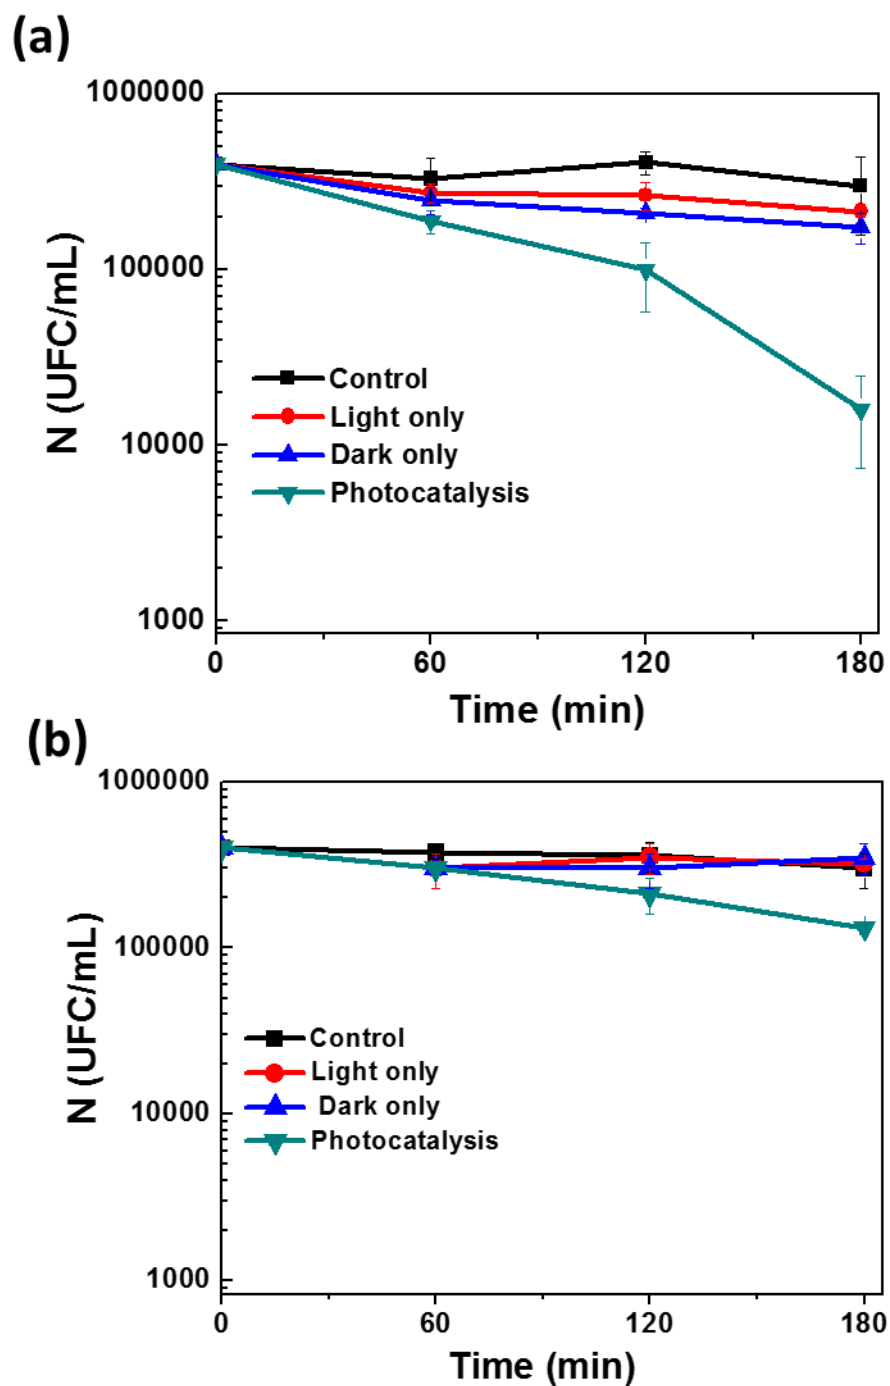 (a)
N (UFC/mL)
1000000
100000
10000
1000
Control
Light only
Dark only
Photocatalysis
0 60 120 180
Time (min)
(b)
N (UFC/mL)
1000000
100000
10000
1000
Control
Light only
Dark only
Photocatalysis
0 60 120 180
Time (min)